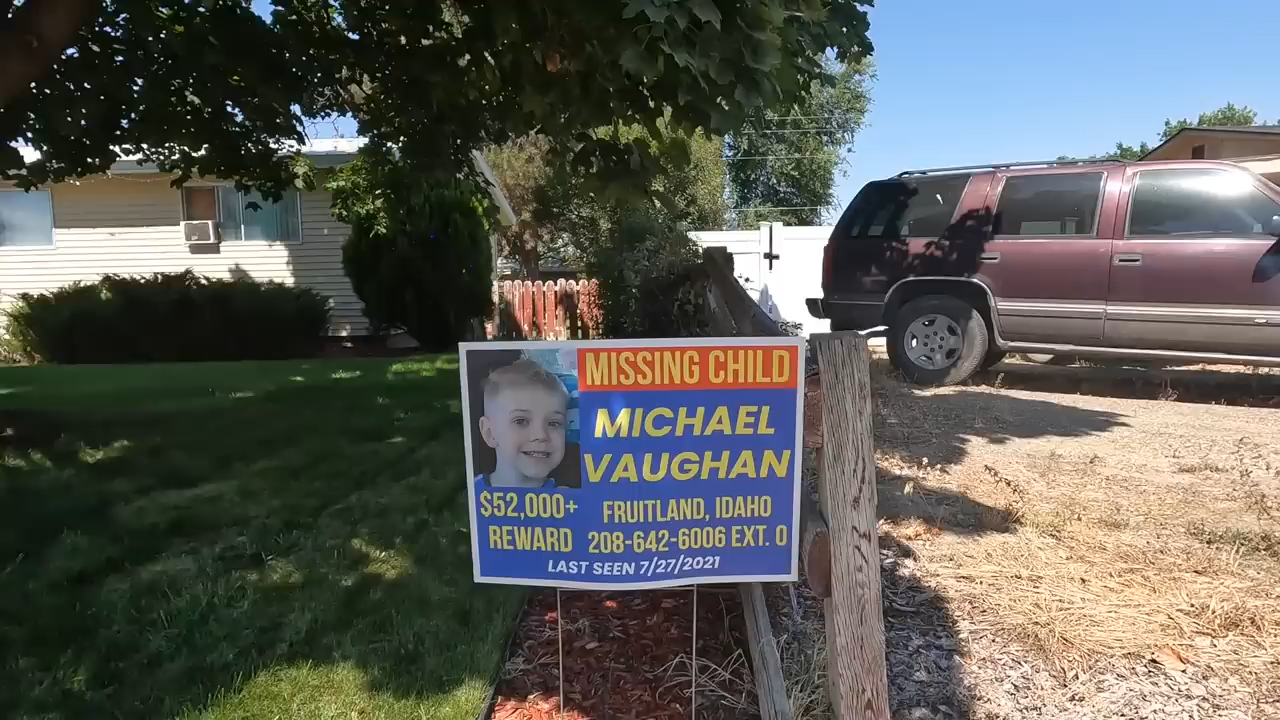 MISSING CHILD
MICHAEL
VAUGHAN
$52,000+
REWARD
FRUITLAND, IDAHO
208-642-6006 EXT. 0
LAST SEEN 7/27/2021